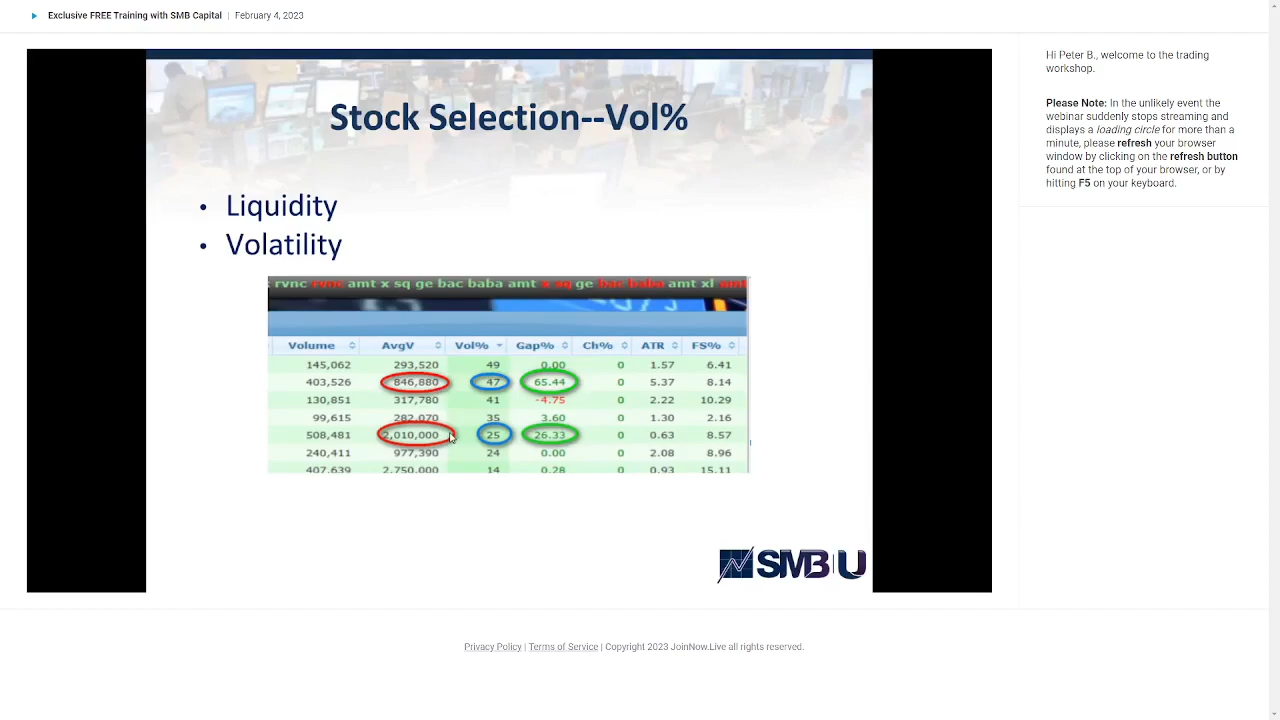 Exclusive FREE Training with SMB Capital | February 4, 2023
Stock Selection--Vol%
• Liquidity
• Volatility
rvnc rvnc amt x sq ge bac baba amt x sq ge bac baba amt xl
Volume AvgV Vol% Gap% Ch% ATR FS%
145,062 293,520 49 0.00 0 1.57 6.41
403,526 846,880 47 65.44 0 5.37 8.14
130,851 317,780 41 -4.75 0 2.22 10.29
99,615 282,070 35 3.60 0 1.30 2.16
508,481 2,010,000 25 26.33 0 0.63 8.57
240,411 977,390 24 0.00 0 2.08 8.96
407,639 2,750,000 14 0.28 0 0.93 15.11
SMB U
Hi Peter B., welcome to the trading
workshop.
Please Note: In the unlikely event the
webinar suddenly stops streaming and
displays a loading circle for more than a
minute, please refresh your browser
window by clicking on the refresh button
found at the top of your browser, or by
hitting F5 on your keyboard.
Privacy Policy | Terms of Service | Copyright 2023 JoinNow.Live all rights reserved.